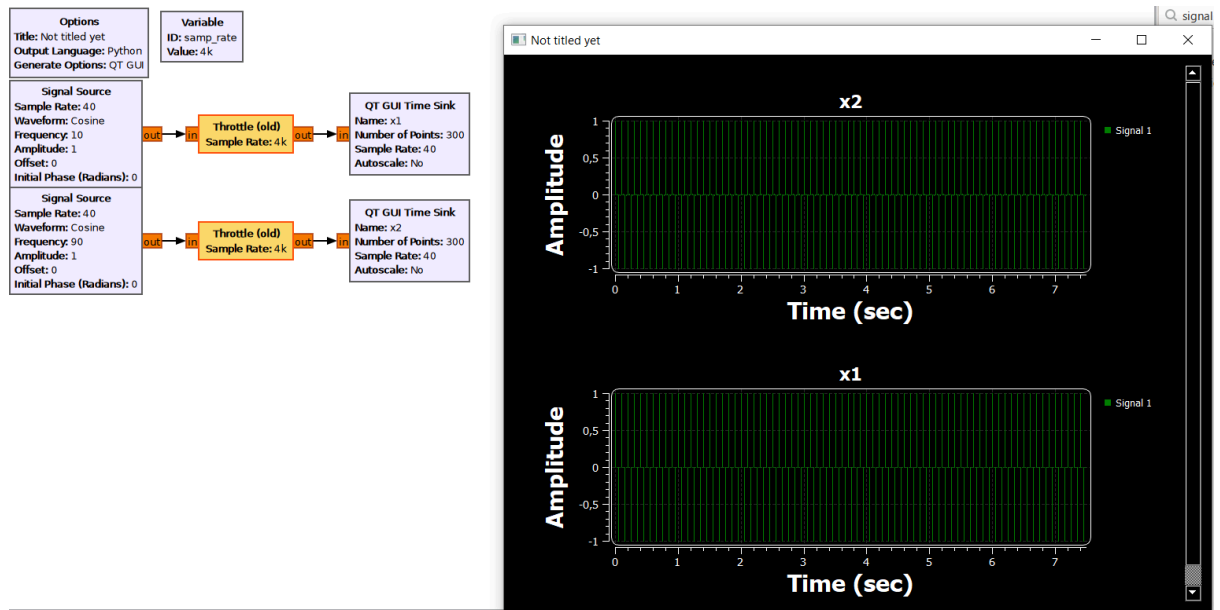 Options
Title: Not titled yet
Output Language: Python
Generate Options: QT GUI
Variable
ID: samp_rate
Value: 4k
Signal Source
Sample Rate: 40
Waveform: Cosine
Frequency: 10
Amplitude: 1
Offset: 0
Initial Phase (Radians): 0
out
in
Throttle (old)
Sample Rate: 4k
out
in
QT GUI Time Sink
Name: x1
Number of Points: 300
Sample Rate: 40
Autoscale: No
Signal Source
Sample Rate: 40
Waveform: Cosine
Frequency: 90
Amplitude: 1
Offset: 0
Initial Phase (Radians): 0
out
in
Throttle (old)
Sample Rate: 4k
out
in
QT GUI Time Sink
Name: x2
Number of Points: 300
Sample Rate: 40
Autoscale: No
signal
Not titled yet
x2
Amplitude
1
0,5
0
-0,5
-1
0 1 2 3 4 5 6 7
Time (sec)
Signal 1
x1
Amplitude
1
0,5
0
-0,5
-1
0 1 2 3 4 5 6 7
Time (sec)
Signal 1